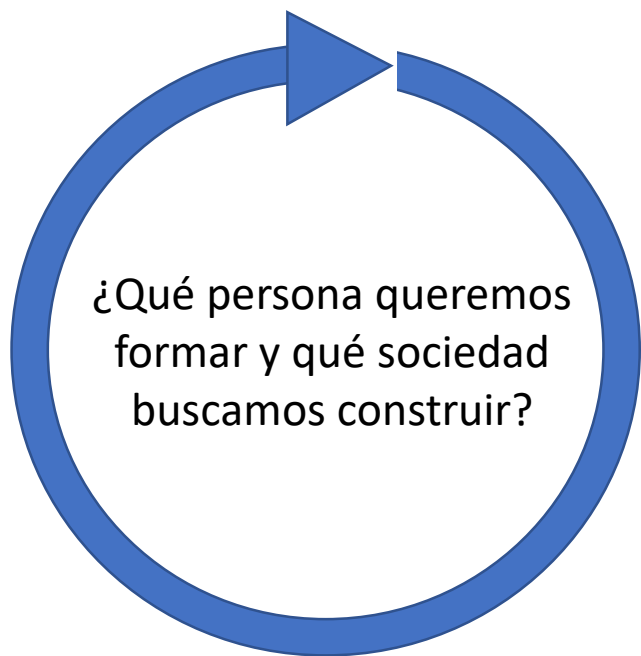 ¿Qué persona queremos
formar y qué sociedad
buscamos construir?